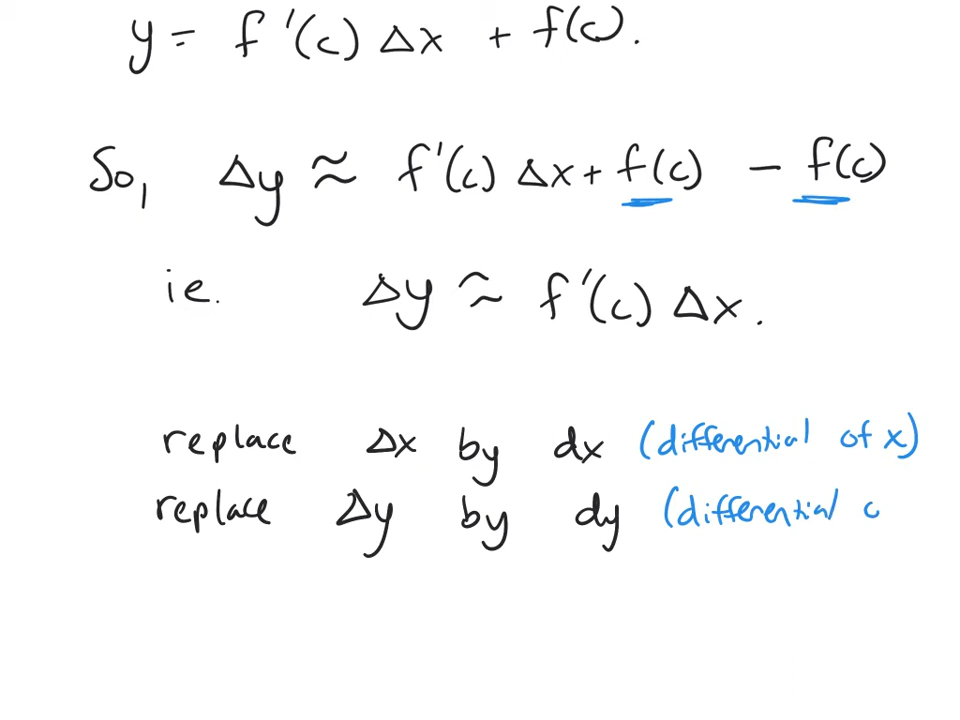 y = f'(c) Δx + f(c).
So, Δy ≈ f'(c) Δx + f(c) - f(c)
ie. Δy ≈ f'(c) Δx.
replace Δx by dx (differential of x)
replace Δy by dy (differential